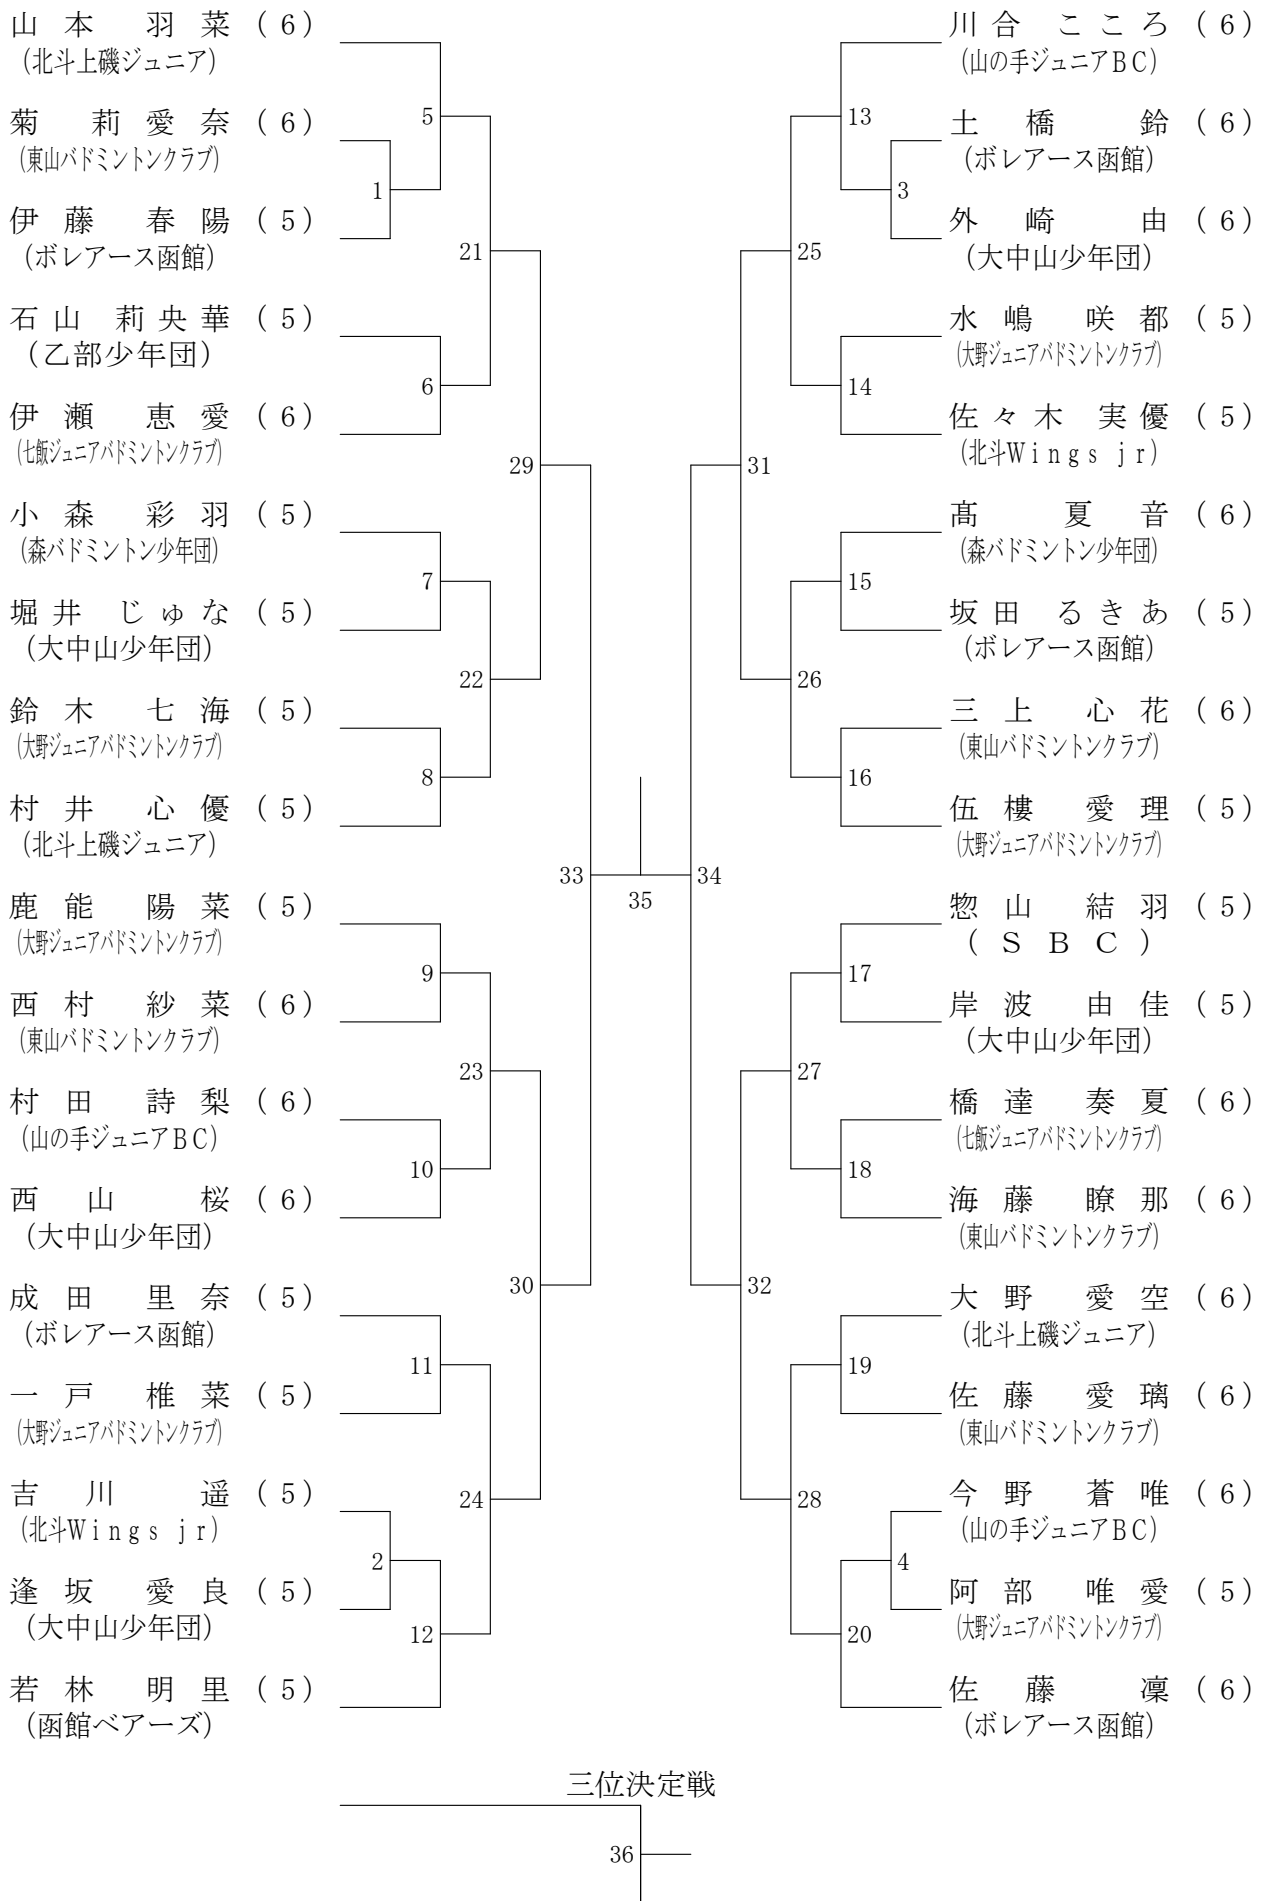 山本 羽菜 (6)
(北斗上磯ジュニア)
菊 莉愛奈 (6)
(東山バドミントンクラブ)
伊藤 春陽 (5)
(ボレアース函館)
石山 莉央華 (5)
(乙部少年団)
伊瀬 恵愛 (6)
(七飯ジュニアバドミントンクラブ)
小森 彩羽 (5)
(森バドミントン少年団)
堀井 じゅな (5)
(大中山少年団)
鈴木 七海 (5)
(大野ジュニアバドミントンクラブ)
村井 心優 (5)
(北斗上磯ジュニア)
鹿能 陽菜 (5)
(大野ジュニアバドミントンクラブ)
西村 紗菜 (6)
(東山バドミントンクラブ)
村田 詩梨 (6)
(山の手ジュニアBC)
西山 桜 (6)
(大中山少年団)
成田 里奈 (5)
(ボレアース函館)
一戸 椎菜 (5)
(大野ジュニアバドミントンクラブ)
吉川 遥 (5)
(北斗Wings jr)
逢坂 愛良 (5)
(大中山少年団)
若林 明里 (5)
(函館ベアーズ)
1
2
5
6
7
8
9
10
11
12
21
22
23
24
29
30
33
35
34
31
32
25
26
27
28
13
14
15
16
17
18
19
20
3
4
川合 こころ (6)
(山の手ジュニアBC)
土橋 鈴 (6)
(ボレアース函館)
外崎 由 (6)
(大中山少年団)
水嶋 咲都 (5)
(大野ジュニアバドミントンクラブ)
佐々木 実優 (5)
(北斗Wings jr)
髙 夏音 (6)
(森バドミントン少年団)
坂田 るきあ (5)
(ボレアース函館)
三上 心花 (6)
(東山バドミントンクラブ)
伍樓 愛理 (5)
(大野ジュニアバドミントンクラブ)
惣山 結羽 (5)
(SBC)
岸波 由佳 (5)
(大中山少年団)
橋達 奏夏 (6)
(七飯ジュニアバドミントンクラブ)
海藤 瞭那 (6)
(東山バドミントンクラブ)
大野 愛空 (6)
(北斗上磯ジュニア)
佐藤 愛璃 (6)
(東山バドミントンクラブ)
今野 蒼唯 (6)
(山の手ジュニアBC)
阿部 唯愛 (5)
(大野ジュニアバドミントンクラブ)
佐藤 凜 (6)
(ボレアース函館)
三位決定戦
36